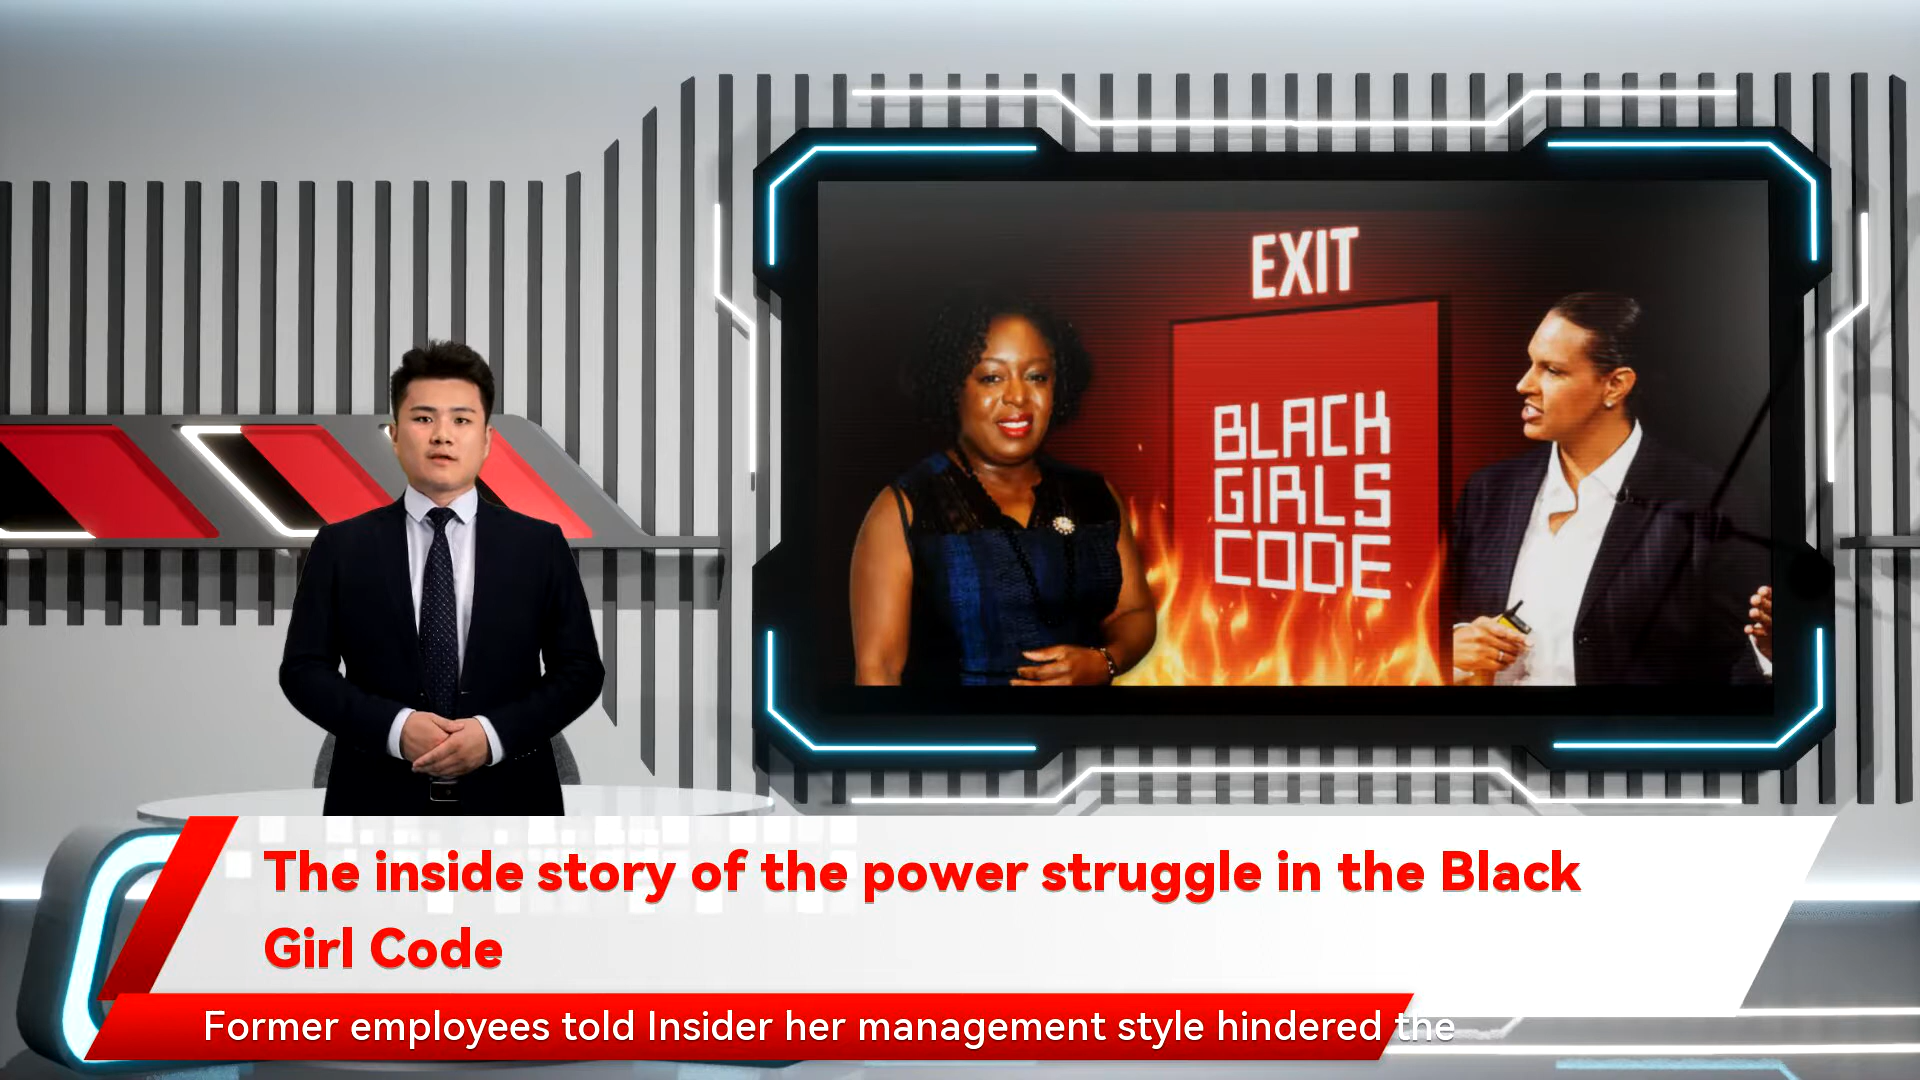 EXIT
BLACK
GIRLS
CODE
The inside story of the power struggle in the Black
Girl Code
Former employees told Insider her management style hindered the